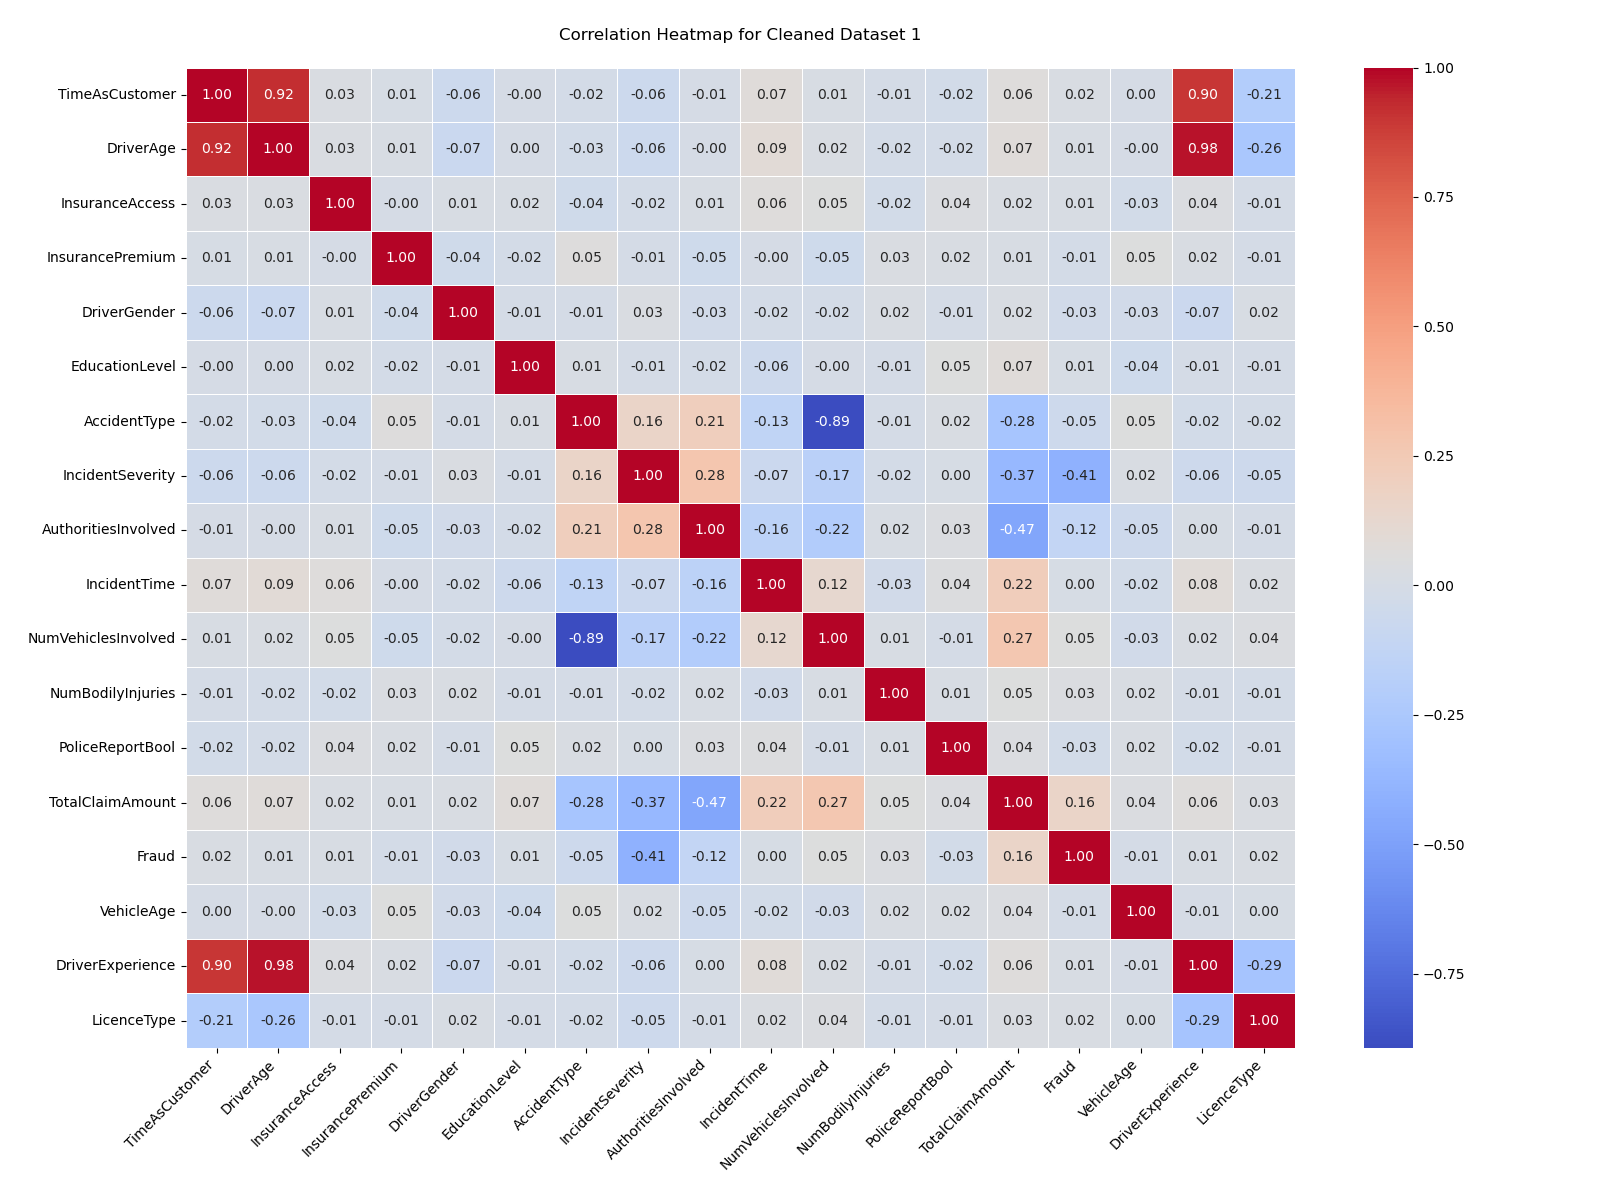 Correlation Heatmap for Cleaned Dataset 1
TimeAsCustomer 1.00 0.92 0.03 0.01 -0.06 -0.00 -0.02 -0.06 -0.01 0.07 0.01 -0.01 -0.02 0.06 0.02 0.00 0.90 -0.21
DriverAge 0.92 1.00 0.03 0.01 -0.07 0.00 -0.03 -0.06 -0.00 0.09 0.02 -0.02 -0.02 0.07 0.01 -0.00 0.98 -0.26
InsuranceAccess 0.03 0.03 1.00 -0.00 0.01 0.02 -0.04 -0.02 0.01 0.06 0.05 -0.02 0.04 0.02 0.01 -0.03 0.04 -0.01
InsurancePremium 0.01 0.01 -0.00 1.00 -0.04 -0.02 0.05 -0.01 -0.05 -0.00 -0.05 0.03 0.02 0.01 -0.01 0.05 0.02 -0.01
DriverGender -0.06 -0.07 0.01 -0.04 1.00 -0.01 -0.01 0.03 -0.03 -0.02 -0.02 0.02 -0.01 0.02 -0.03 -0.03 -0.07 0.02
EducationLevel -0.00 0.00 0.02 -0.02 -0.01 1.00 0.01 -0.01 -0.02 -0.06 -0.00 -0.01 0.05 0.07 0.01 -0.04 -0.01 -0.01
AccidentType -0.02 -0.03 -0.04 0.05 -0.01 0.01 1.00 0.16 0.21 -0.13 -0.89 -0.01 0.02 -0.28 -0.05 0.05 -0.02 -0.02
IncidentSeverity -0.06 -0.06 -0.02 -0.01 0.03 -0.01 0.16 1.00 0.28 -0.07 -0.17 -0.02 0.00 -0.37 -0.41 0.02 -0.06 -0.05
AuthoritiesInvolved -0.01 -0.00 0.01 -0.05 -0.03 -0.02 0.21 0.28 1.00 -0.16 -0.22 0.02 0.03 -0.47 -0.12 -0.05 0.00 -0.01
IncidentTime 0.07 0.09 0.06 -0.00 -0.02 -0.06 -0.13 -0.07 -0.16 1.00 0.12 -0.03 0.04 0.22 0.00 -0.02 0.08 0.02
NumVehiclesInvolved 0.01 0.02 0.05 -0.05 -0.02 -0.00 -0.89 -0.17 -0.22 0.12 1.00 0.01 -0.01 0.27 0.05 -0.03 0.02 0.04
NumBodilyInjuries -0.01 -0.02 -0.02 0.03 0.02 -0.01 -0.01 -0.02 0.02 -0.03 0.01 1.00 0.01 0.05 0.03 0.02 -0.01 -0.01
PoliceReportBool -0.02 -0.02 0.04 0.02 -0.01 0.05 0.02 0.00 0.03 0.04 -0.01 0.01 1.00 0.04 -0.03 0.02 -0.02 -0.01
TotalClaimAmount 0.06 0.07 0.02 0.01 0.02 0.07 -0.28 -0.37 -0.47 0.22 0.27 0.05 0.04 1.00 0.16 0.04 0.06 0.03
Fraud 0.02 0.01 0.01 -0.01 -0.03 0.01 -0.05 -0.41 -0.12 0.00 0.05 0.03 -0.03 0.16 1.00 -0.01 0.01 0.02
VehicleAge 0.00 -0.00 -0.03 0.05 -0.03 -0.04 0.05 0.02 -0.05 -0.02 -0.03 0.02 0.02 0.04 -0.01 1.00 -0.01 0.00
DriverExperience 0.90 0.98 0.04 0.02 -0.07 -0.01 -0.02 -0.06 0.00 0.08 0.02 -0.01 -0.02 0.06 0.01 -0.01 1.00 -0.29
LicenceType -0.21 -0.26 -0.01 -0.01 0.02 -0.01 -0.02 -0.05 -0.01 0.02 0.04 -0.01 -0.01 0.03 0.02 0.00 -0.29 1.00
TimeAsCustomer
DriverAge
InsuranceAccess
InsurancePremium
DriverGender
EducationLevel
AccidentType
IncidentSeverity
AuthoritiesInvolved
IncidentTime
NumVehiclesInvolved
NumBodilyInjuries
PoliceReportBool
TotalClaimAmount
Fraud
VehicleAge
DriverExperience
LicenceType
1.00
0.75
0.50
0.25
0.00
−0.25
−0.50
−0.75